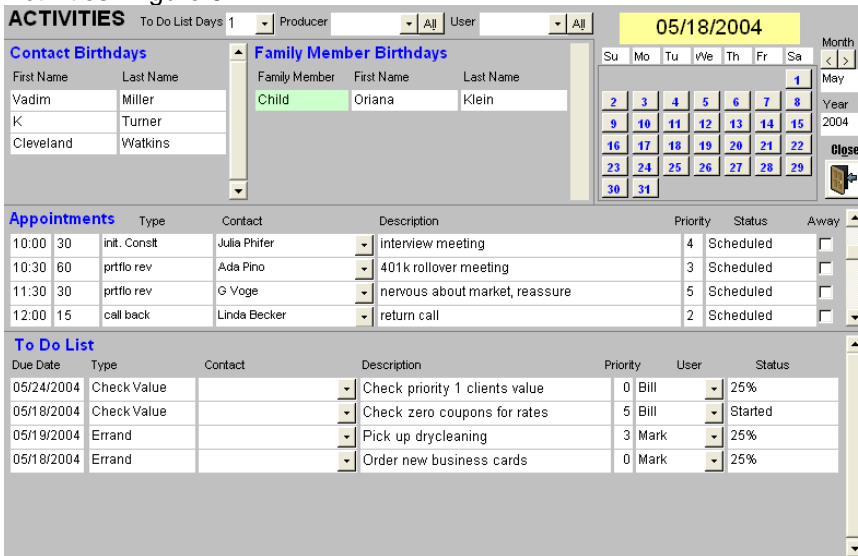 ACTIVITIES To Do List Days 1 Producer All User All
05/18/2004
Contact Birthdays
First Name Last Name
Vadim Miller
K Turner
Cleveland Watkins
Family Member Birthdays
Family Member First Name Last Name
Child Oriana Klein
Su Mo Tu We Th Fr Sa
1
2 3 4 5 6 7 8
9 10 11 12 13 14 15
16 17 18 19 20 21 22
23 24 25 26 27 28 29
30 31
Month
< >
May
Year
2004
Close
Appointments Type Contact Description Priority Status Away
10:00 30 init. Conslt Julia Phifer interview meeting 4 Scheduled
10:30 60 prtflo rev Ada Pino 401k rollover meeting 3 Scheduled
11:30 30 prtflo rev G Voge nervous about market, reassure 5 Scheduled
12:00 15 call back Linda Becker return call 2 Scheduled
To Do List
Due Date Type Contact Description Priority User Status
05/24/2004 Check Value Check priority 1 clients value 0 Bill 25%
05/18/2004 Check Value Check zero coupons for rates 5 Bill Started
05/19/2004 Errand Pick up drycleaning 3 Mark 25%
05/18/2004 Errand Order new business cards 0 Mark 25%